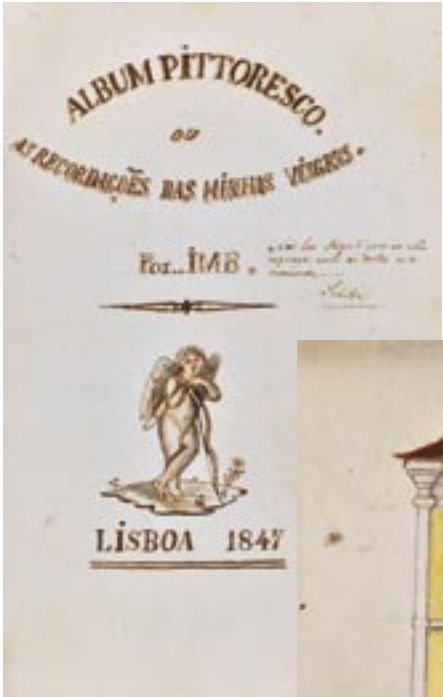 ALBUM PITTORESCO.
OU
AS RECORDAÇÕES DAS MINHAS VIAGENS.
Por.. IMB.
LISBOA 1847